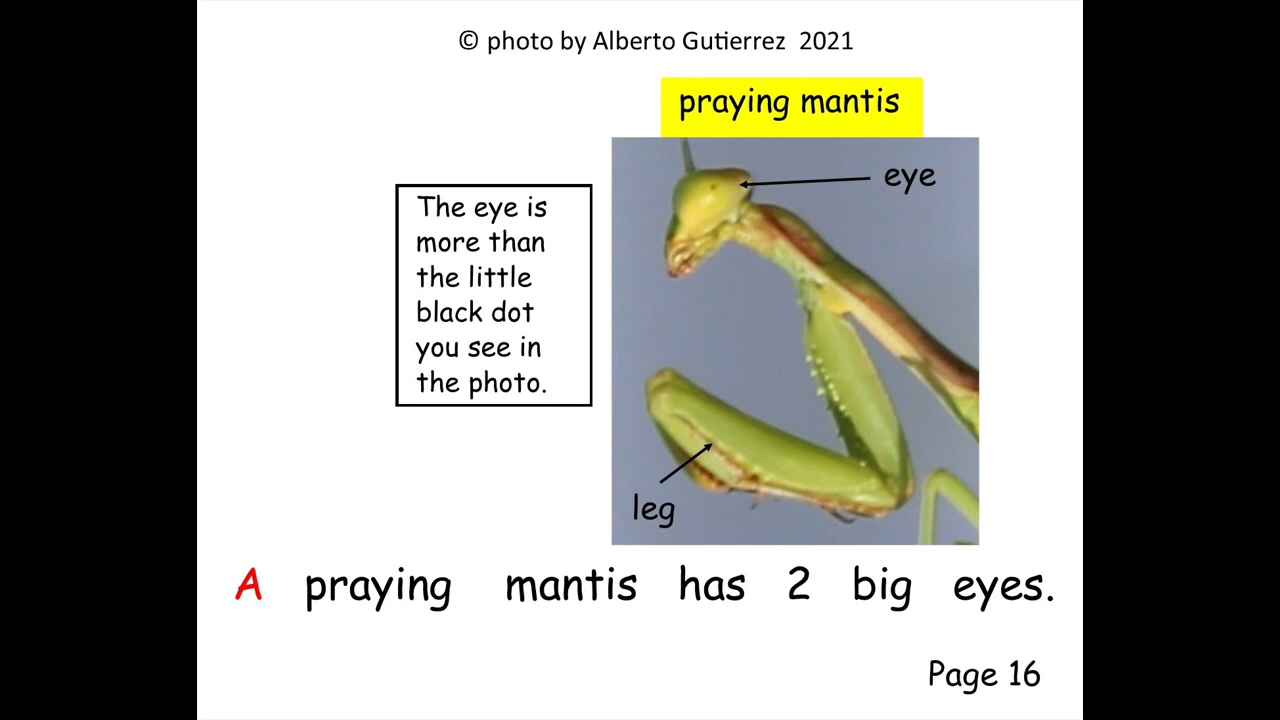 © photo by Alberto Gutierrez 2021
praying mantis
eye
The eye is
more than
the little
black dot
you see in
the photo.
leg
A praying mantis has 2 big eyes.
Page 16